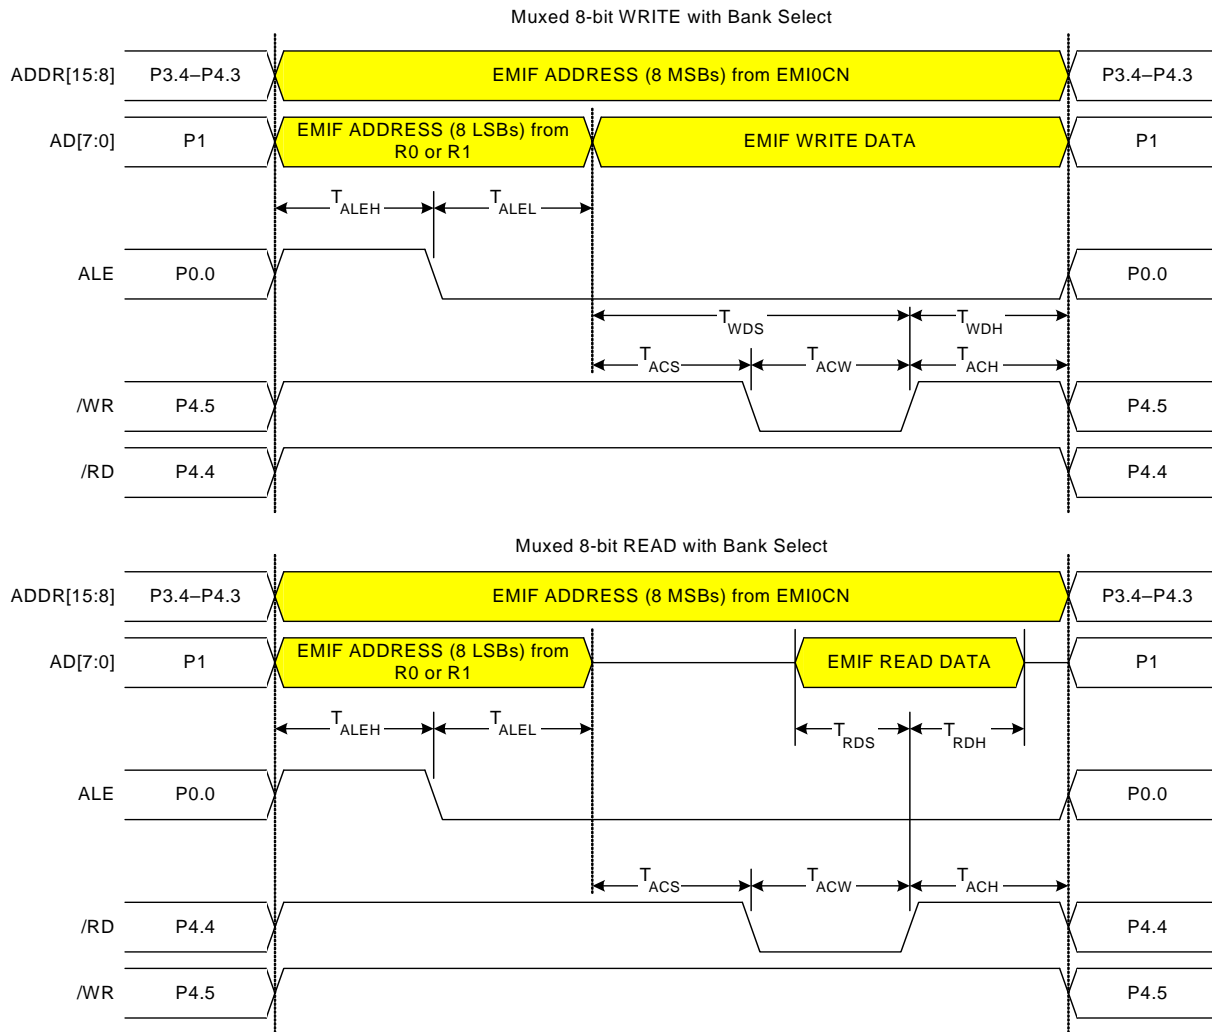 Muxed 8-bit WRITE with Bank Select
ADDR[15:8] P3.4–P4.3 EMIF ADDRESS (8 MSBs) from EMI0CN P3.4–P4.3
AD[7:0] P1 EMIF ADDRESS (8 LSBs) from
R0 or R1 EMIF WRITE DATA P1
TALEH TALEL
ALE P0.0 P0.0
TWDS TWDH
TACS TACW TACH
/WR P4.5 P4.5
/RD P4.4 P4.4
Muxed 8-bit READ with Bank Select
ADDR[15:8] P3.4–P4.3 EMIF ADDRESS (8 MSBs) from EMI0CN P3.4–P4.3
AD[7:0] P1 EMIF ADDRESS (8 LSBs) from
R0 or R1 EMIF READ DATA P1
TALEH TALEL TRDS TRDH
ALE P0.0 P0.0
TACS TACW TACH
/RD P4.4 P4.4
/WR P4.5 P4.5